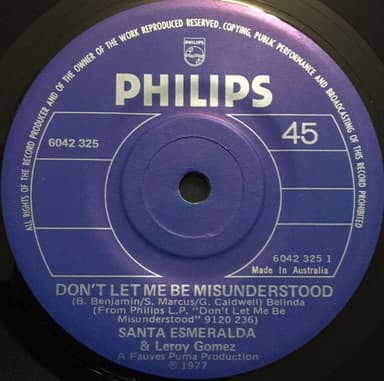 ALL RIGHTS OF THE RECORD PRODUCER AND OF THE OWNER OF THE WORK REPRODUCED RESERVED. COPYING, PUBLIC PERFORMANCE AND BROADCASTING OF THIS RECORD PROHIBITED
PHILIPS
PHILIPS
6042 325
45
6042 325 1
Made In Australia
DON'T LET ME BE MISUNDERSTOOD
(B. Benjamin/S. Marcus/G. Caldwell) Belinda
(From Philips L.P. "Don't Let Me Be
Misunderstood" 9120 236)
SANTA ESMERALDA
& Leroy Gomez
A Fauves Puma Production
℗ 1977